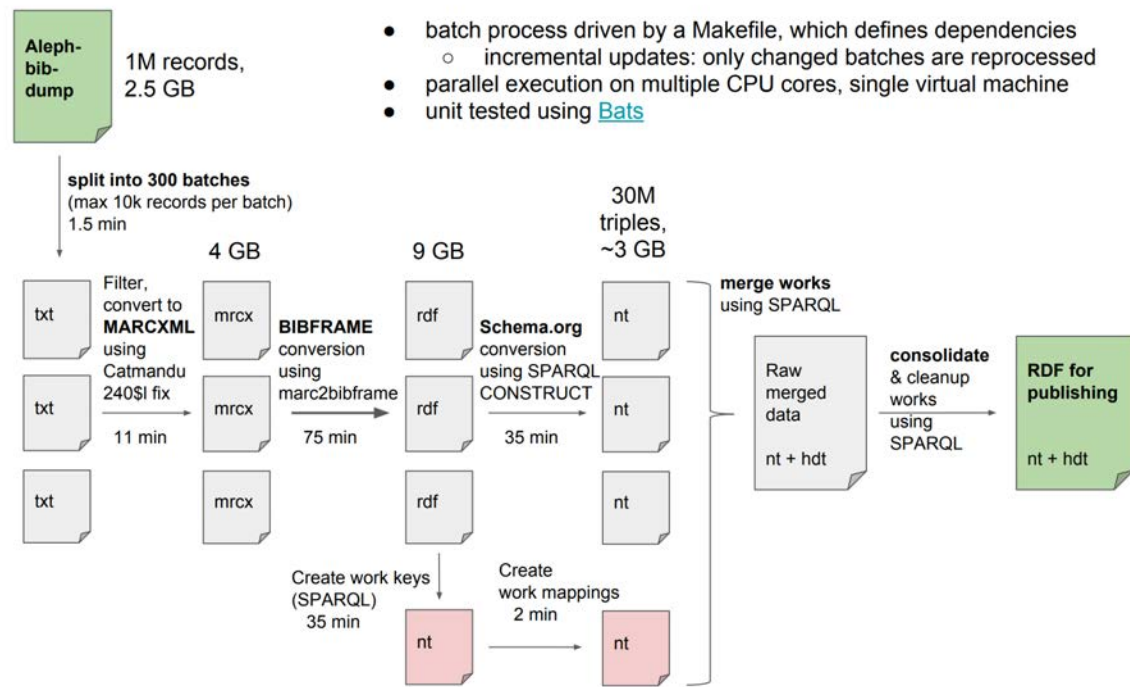 Aleph-
bib-
dump
1M records,
2.5 GB
● batch process driven by a Makefile, which defines dependencies
○ incremental updates: only changed batches are reprocessed
● parallel execution on multiple CPU cores, single virtual machine
● unit tested using Bats
split into 300 batches
(max 10k records per batch)
1.5 min
4 GB
9 GB
30M
triples,
~3 GB
txt
Filter,
convert to
MARCXML
using
Catmandu
240$l fix
11 min
mrcx
BIBFRAME
conversion
using
marc2bibframe
75 min
rdf
Schema.org
conversion
using SPARQL
CONSTRUCT
35 min
nt
merge works
using SPARQL
txt
mrcx
rdf
nt
txt
mrcx
rdf
nt
Raw
merged
data
nt + hdt
consolidate
& cleanup
works
using
SPARQL
RDF for
publishing
nt + hdt
Create work keys
(SPARQL)
35 min
nt
Create
work mappings
2 min
nt